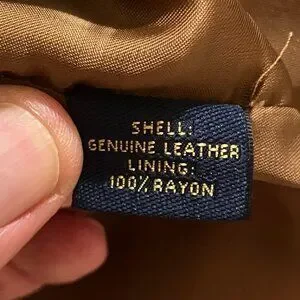 SHELL:
GENUINE LEATHER
LINING:
100% RAYON